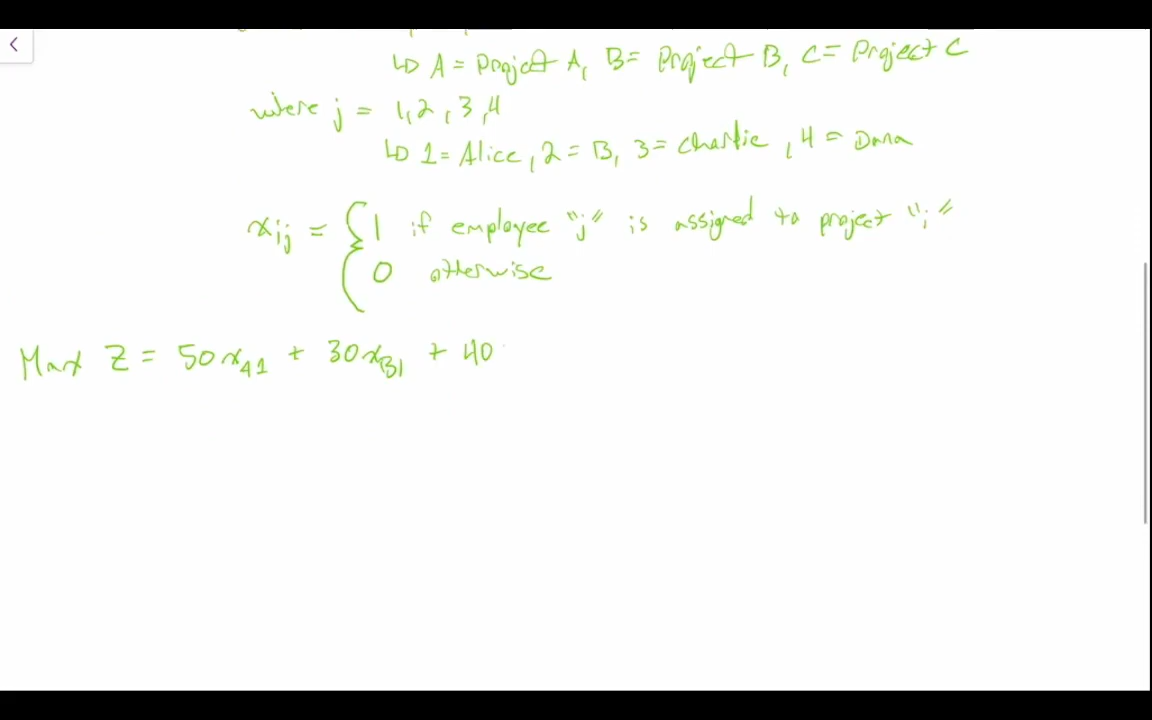 ↳ A = Project A, B = Project B, C = Project C
where j = 1,2,3,4
↳ 1 = Alice, 2 = B, 3 = Charlie, 4 = Dana
xij = { 1 if employee "j" is assigned to project "i"
0 otherwise
Max Z = 50xA1 + 30xB1 + 40